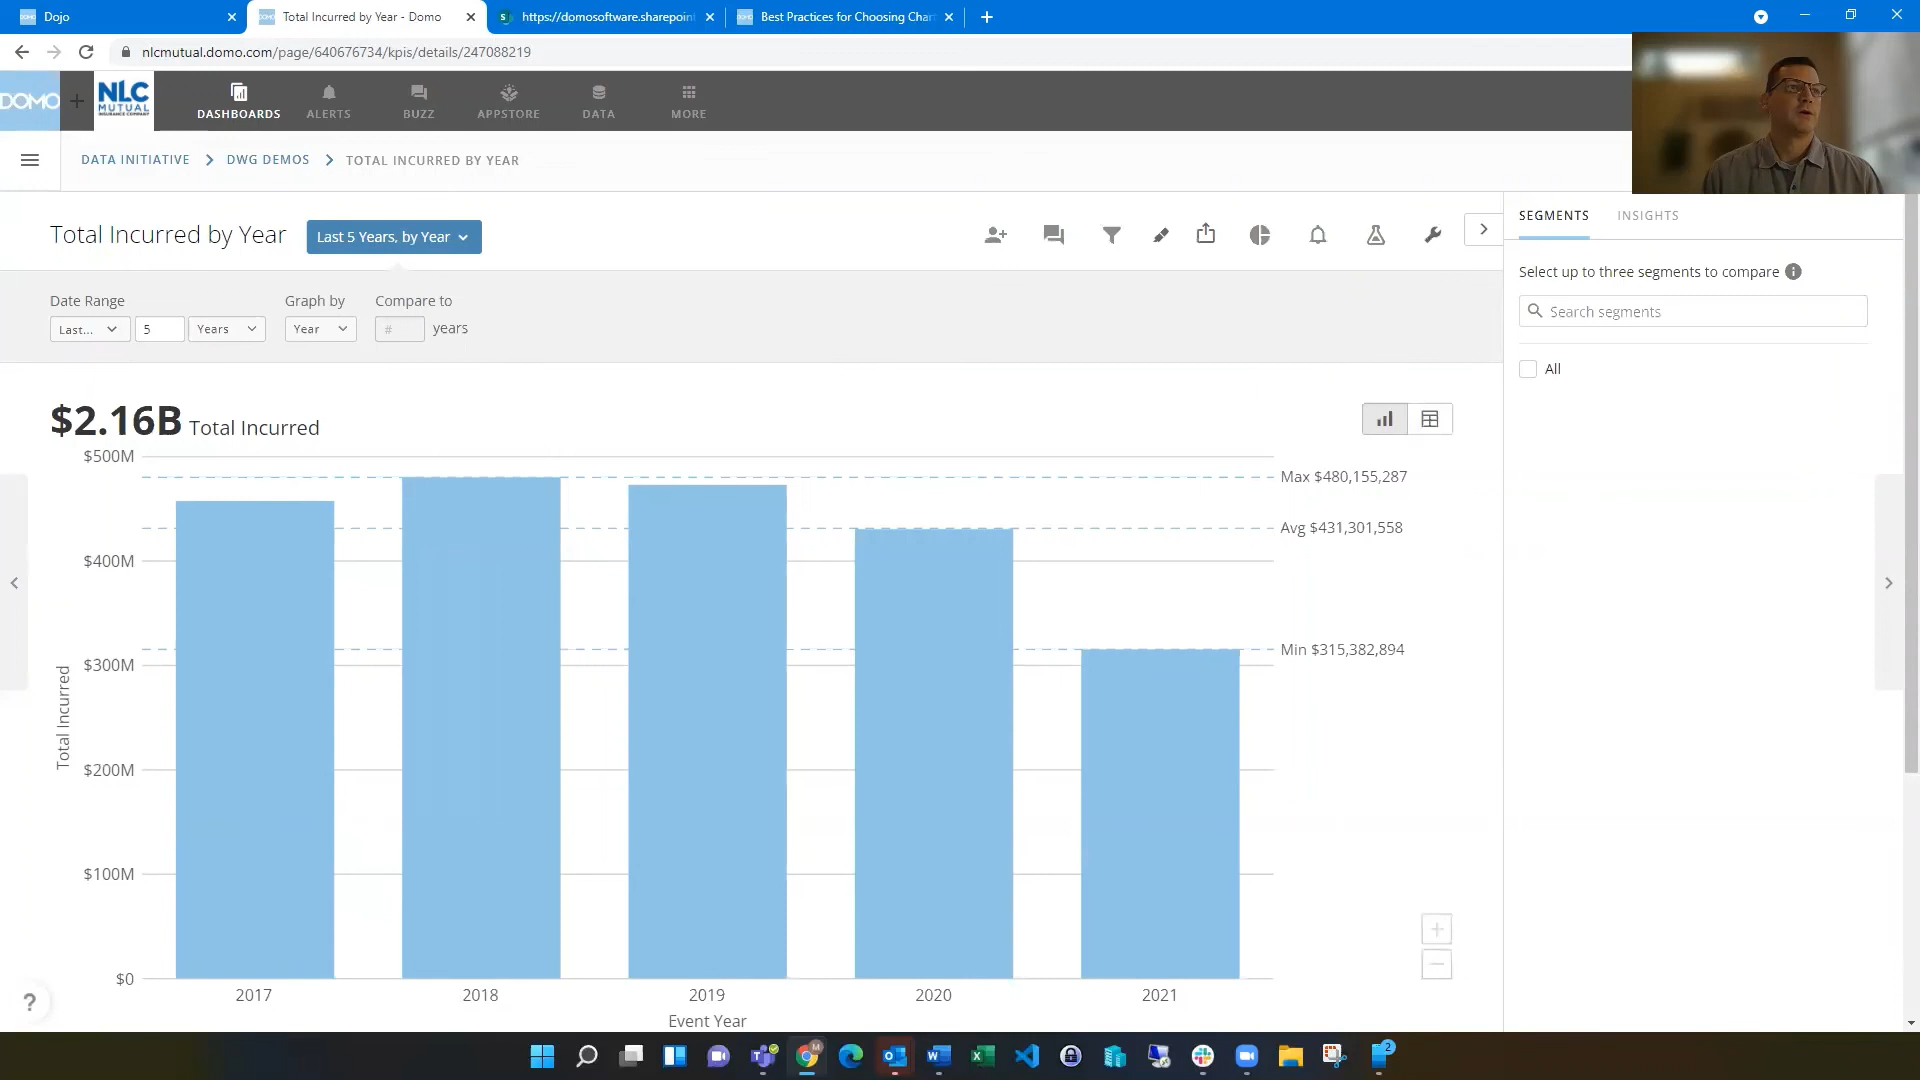 Dojo
Total Incurred by Year - Domo
https://domosoftware.sharepoint
Best Practices for Choosing Char
nlcmutual.domo.com/page/640676734/kpis/details/247088219
DOMO
NLC
MUTUAL
INSURANCE COMPANY
DASHBOARDS
ALERTS
BUZZ
APPSTORE
DATA
MORE
DATA INITIATIVE
DWG DEMOS
TOTAL INCURRED BY YEAR
Total Incurred by Year
Last 5 Years, by Year
SEGMENTS
INSIGHTS
Date Range
Graph by
Compare to
Last...
5
Years
Year
#
years
Select up to three segments to compare
Search segments
All
$2.16B Total Incurred
$500M
$400M
$300M
$200M
$100M
$0
Total Incurred
Max $480,155,287
Avg $431,301,558
Min $315,382,894
2017
2018
2019
2020
2021
Event Year
?
M
2